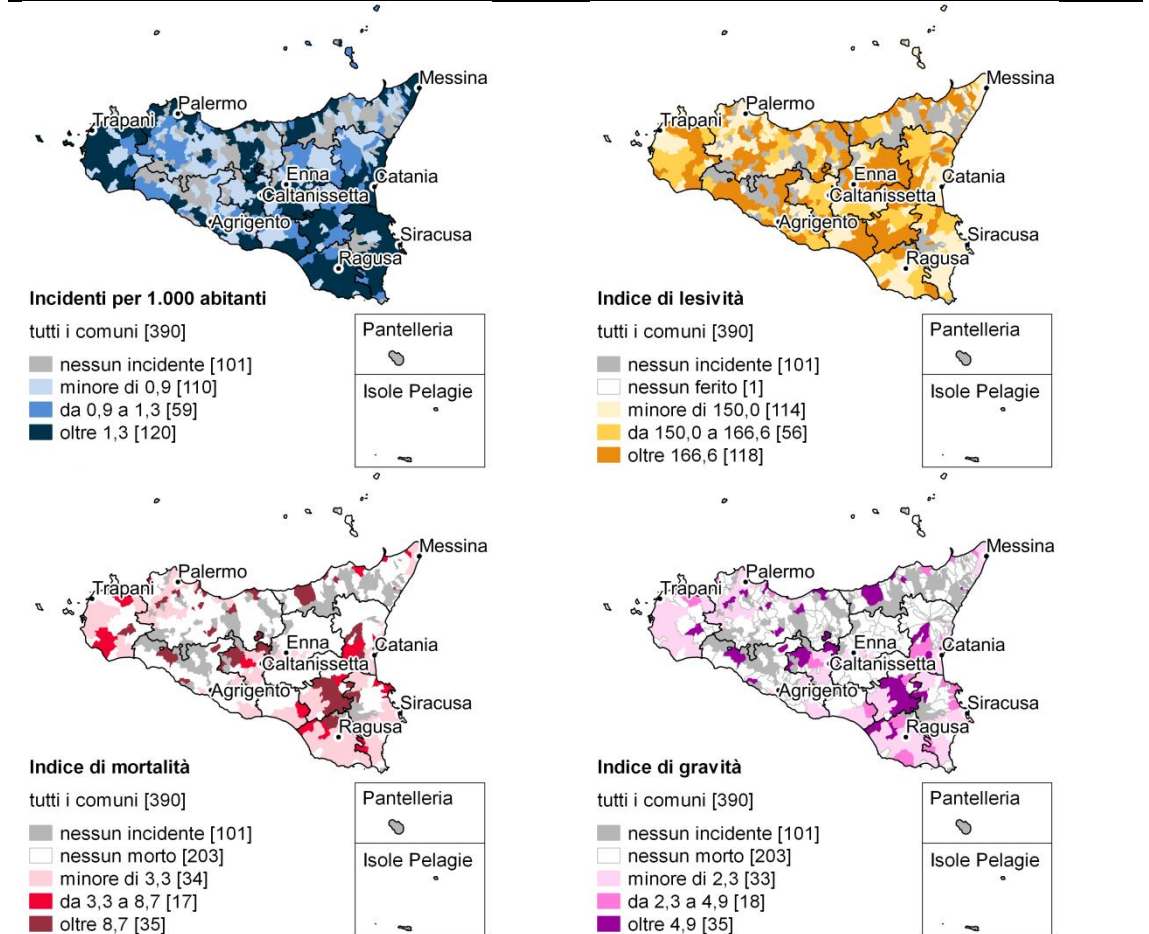 Messina
Palermo
Trapani
Enna
Catania
Caltanissetta
Agrigento
Siracusa
Ragusa
Incidenti per 1.000 abitanti
tutti i comuni [390]
nessun incidente [101]
minore di 0,9 [110]
da 0,9 a 1,3 [59]
oltre 1,3 [120]
Pantelleria
Isole Pelagie
Messina
Palermo
Trapani
Enna
Catania
Caltanissetta
Agrigento
Siracusa
Ragusa
Indice di lesività
tutti i comuni [390]
nessun incidente [101]
nessun ferito [1]
minore di 150,0 [114]
da 150,0 a 166,6 [56]
oltre 166,6 [118]
Pantelleria
Isole Pelagie
Messina
Palermo
Trapani
Enna
Catania
Caltanissetta
Agrigento
Siracusa
Ragusa
Indice di mortalità
tutti i comuni [390]
nessun incidente [101]
nessun morto [203]
minore di 3,3 [34]
da 3,3 a 8,7 [17]
oltre 8,7 [35]
Pantelleria
Isole Pelagie
Messina
Palermo
Trapani
Enna
Catania
Caltanissetta
Agrigento
Siracusa
Ragusa
Indice di gravità
tutti i comuni [390]
nessun incidente [101]
nessun morto [203]
minore di 2,3 [33]
da 2,3 a 4,9 [18]
oltre 4,9 [35]
Pantelleria
Isole Pelagie